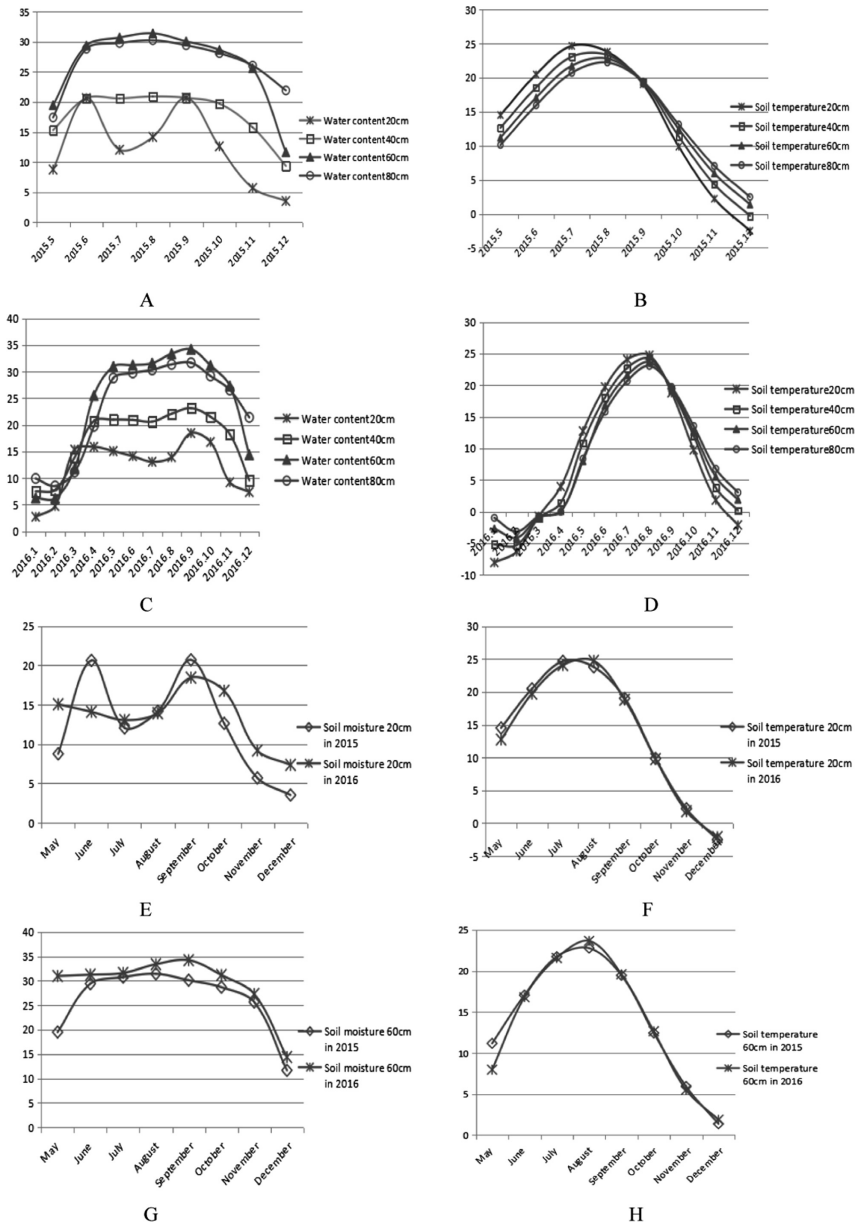 35
30
25
20
15
10
5
0
2015.5
2015.6
2015.7
2015.8
2015.9
2015.10
2015.11
2015.12
Water content20cm
Water content40cm
Water content60cm
Water content80cm
A
30
25
20
15
10
5
0
-5
2015.5
2015.6
2015.7
2015.8
2015.9
2015.10
2015.11
Soil temperature20cm
Soil temperature40cm
Soil temperature60cm
Soil temperature80cm
B
40
35
30
25
20
15
10
5
0
2016.1
2016.2
2016.3
2016.4
2016.5
2016.6
2016.7
2016.8
2016.9
2016.10
2016.11
2016.12
Water content20cm
Water content40cm
Water content60cm
Water content80cm
C
30
25
20
15
10
5
0
-5
-10
2016.3
2016.4
2016.5
2016.6
2016.7
2016.8
2016.9
2016.10
2016.11
2016.12
Soil temperature20cm
Soil temperature40cm
Soil temperature60cm
Soil temperature80cm
D
25
20
15
10
5
0
May
June
July
August
September
October
November
December
Soil moisture 20cm
in 2015
Soil moisture 20cm
in 2016
E
30
25
20
15
10
5
0
-5
May
June
July
August
September
October
November
December
Soil temperature 20cm
in 2015
Soil temperature 20cm
in 2016
F
40
35
30
25
20
15
10
5
0
May
June
July
August
September
October
November
December
Soil moisture 60cm
in 2015
Soil moisture 60cm
in 2016
G
25
20
15
10
5
0
May
June
July
August
September
October
November
December
Soil temperature
60cm in 2015
Soil temperature
60cm in 2016
H